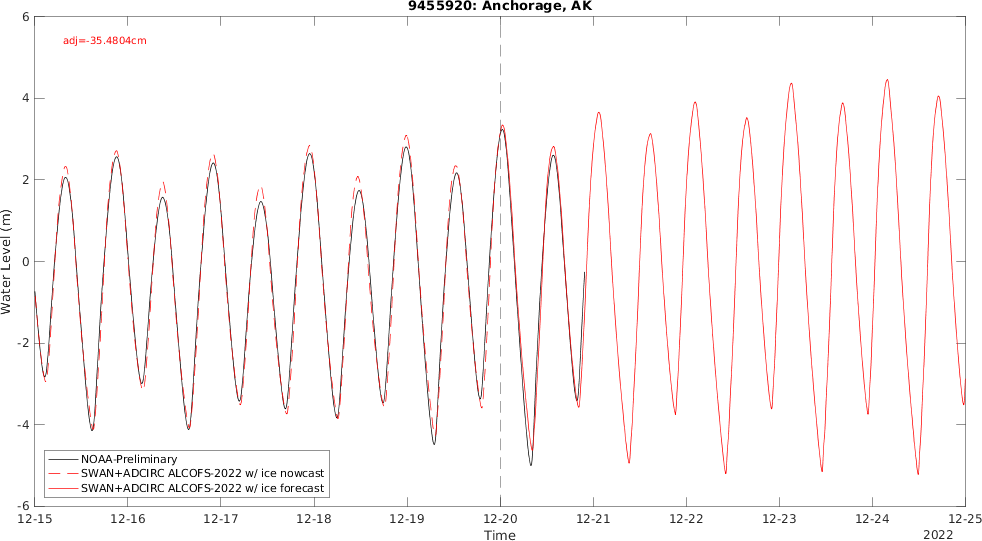 9455920: Anchorage, AK
adj=-35.4804cm
6
4
2
0
-2
-4
-6
Water Level (m)
NOAA-Preliminary
SWAN+ADCIRC ALCOFS-2022 w/ ice nowcast
SWAN+ADCIRC ALCOFS-2022 w/ ice forecast
12-15 12-16 12-17 12-18 12-19 12-20 12-21 12-22 12-23 12-24 12-25
Time
2022